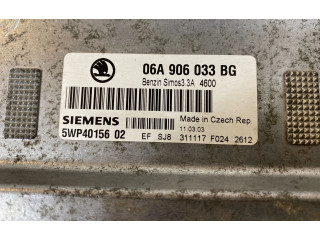 06A 906 033 BG
Benzin Simos3.3A 4600
SIEMENS
Made in Czech Rep.
11.03.03
5WP40156 02
EF SJ8 311117 F024 2612